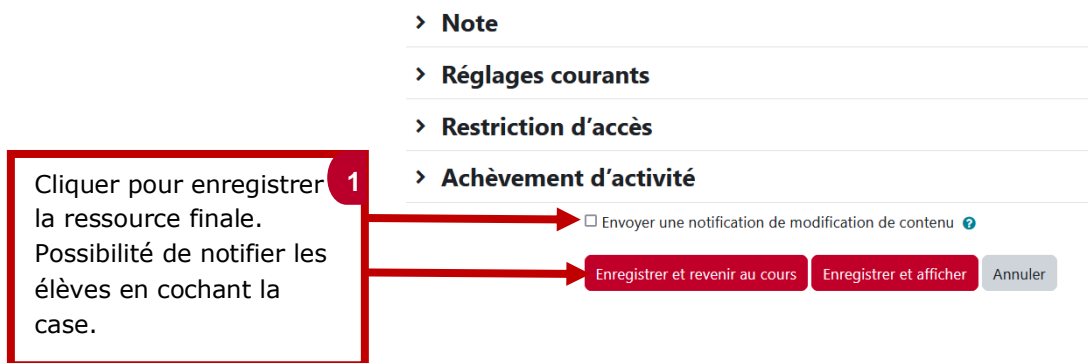 Note
Réglages courants
Restriction d’accès
Achèvement d’activité
Cliquer pour enregistrer
1
la ressource finale.
Possibilité de notifier les
élèves en cochant la
case.
Envoyer une notification de modification de contenu ?
Enregistrer et revenir au cours Enregistrer et afficher Annuler